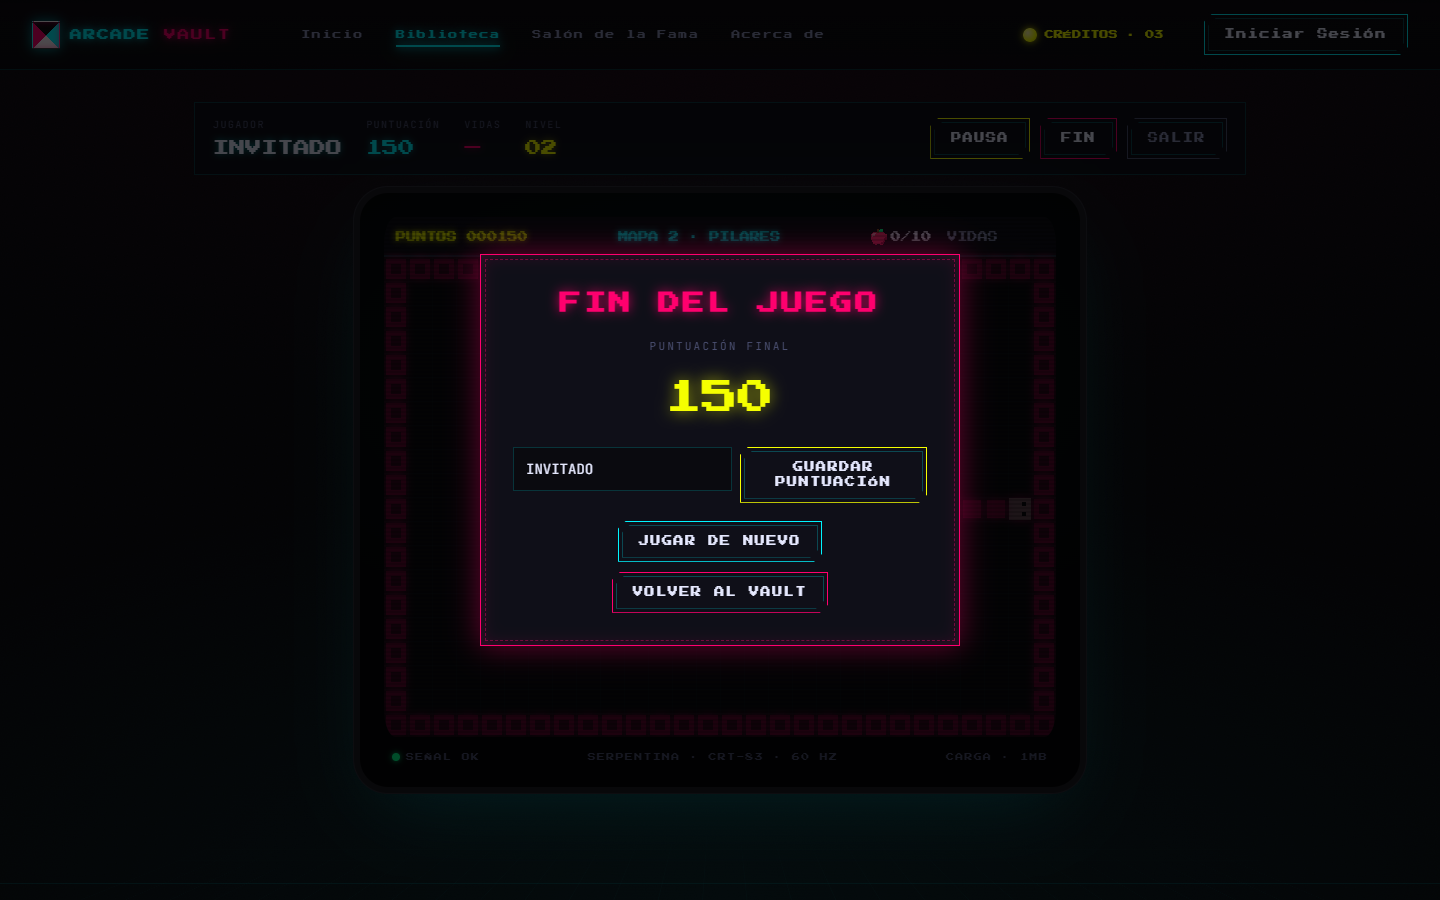 ARCADE VAULT
Inicio
Biblioteca
Salón de la Fama
Acerca de
CRéDITOS · 03
Iniciar Sesión
JUGADOR
INVITADO
PUNTUACIÓN
150
VIDAS
—
NIVEL
02
PAUSA
FIN
SALIR
PUNTOS 000150
MAPA 2 · PILARES
0/10 VIDAS
FIN DEL JUEGO
PUNTUACIÓN FINAL
150
INVITADO
GUARDAR
PUNTUACIóN
JUGAR DE NUEVO
VOLVER AL VAULT
SEñAL OK
SERPENTINA · CRT-S3 · 60 HZ
CARGA · 1MB